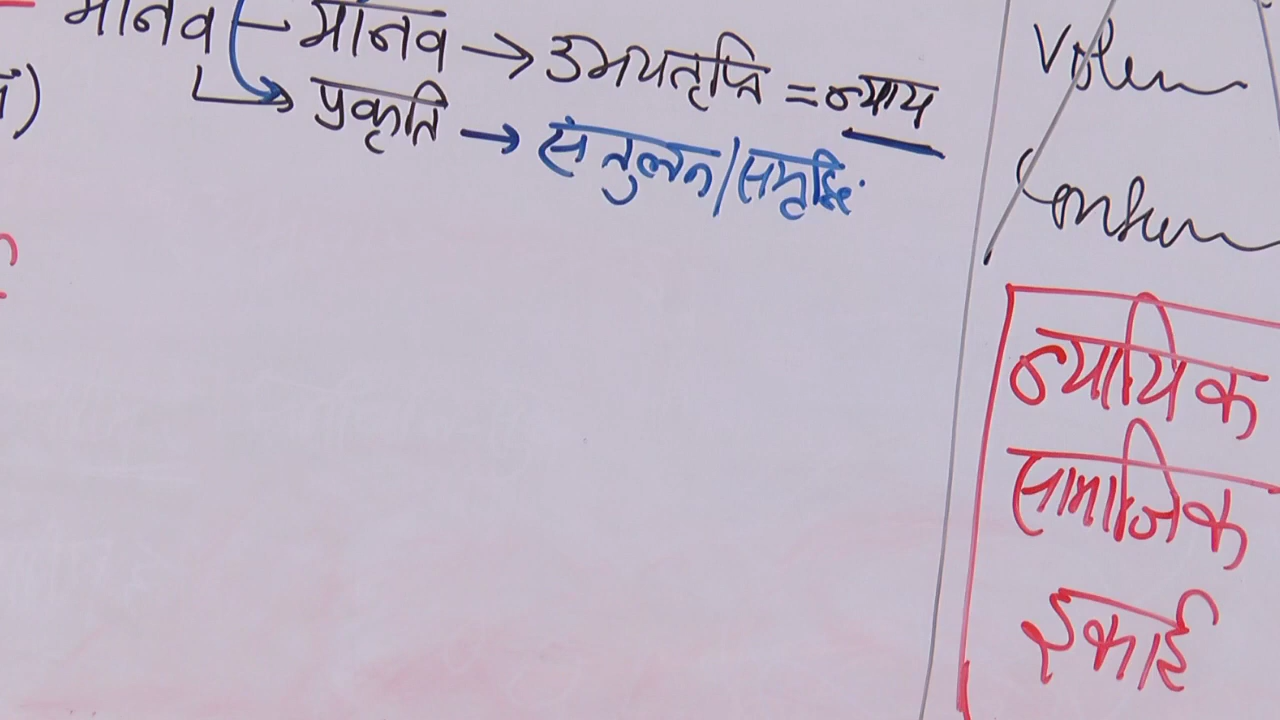 मानव - मानव → उभयतृप्ति = न्याय
→ प्रकृति → संतुलन/समृद्धि
न्यायिक
सामाजिक
इकाई